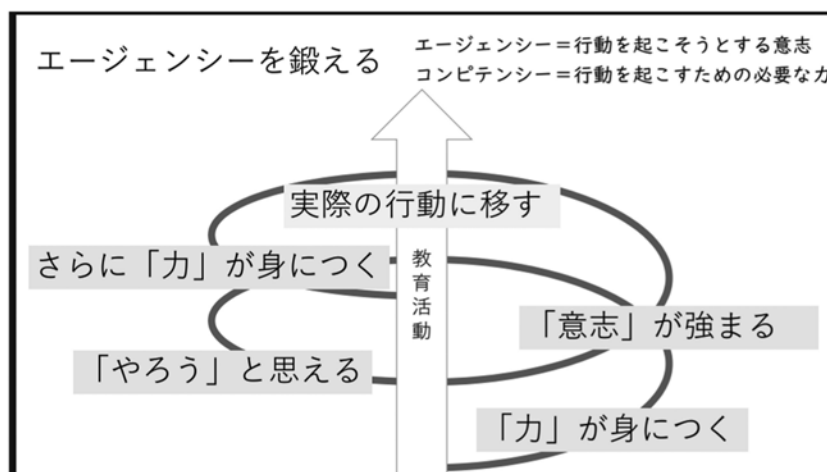 エージェンシーを鍛える
エージェンシー＝行動を起こそうとする意志
コンピテンシー＝行動を起こすための必要な力
実際の行動に移す
さらに「力」が身につく
教育活動
「意志」が強まる
「やろう」と思える
「力」が身につく